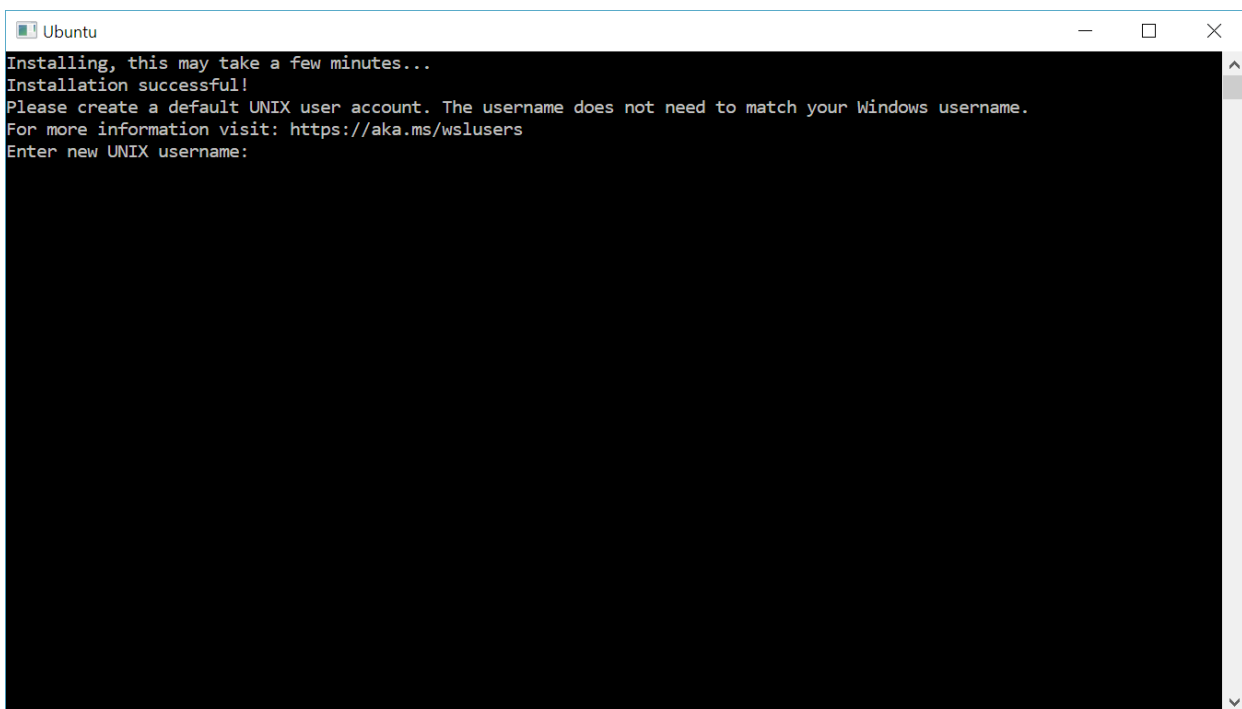 Ubuntu
Installing, this may take a few minutes...
Installation successful!
Please create a default UNIX user account. The username does not need to match your Windows username.
For more information visit: https://aka.ms/wslusers
Enter new UNIX username: